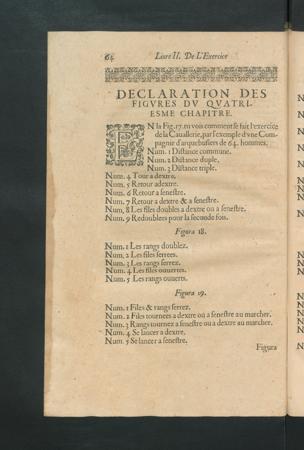 64 Liure II. De L'Exercice
DECLARATION DES
FIGVRES DV QVATRI-
ESME CHAPITRE.
EN la Fig. 17. m vois comment se fait l'exercice
de la Cauallerie, par l'exemple d'vne Com-
pagnie d'arquebusiers de 64. hommes.
Num. 1 Distance commune.
Num. 2 Distance duple.
Num. 3 Distance triple.
Num. 4 Tour a dextre.
Num. 5 Retour adextre.
Num. 6 Retour a senestre.
Num. 7 Retour a dextre & a senestre.
Num. 8 Les files doubles a dextre ou a senestre.
Num. 9 Redoublees pour la seconde fois.
Figura 18.
Num. 1 Les rangs doublez.
Num. 2 Les files serrees.
Num. 3 Les rangs serrez.
Num. 4 Les files ouuertes.
Num. 5 Les rangs ouuerts.
Figura 19.
Num. 1 Files & rangs serrez.
Num. 2 Files tournees a dextre ou a senestre au marcher.
Num. 3 Rangs tournez a senestre ou a dextre au marcher.
Num. 4 Se lancer a dextre.
Num. 5 Se lancer a senestre.
Figura